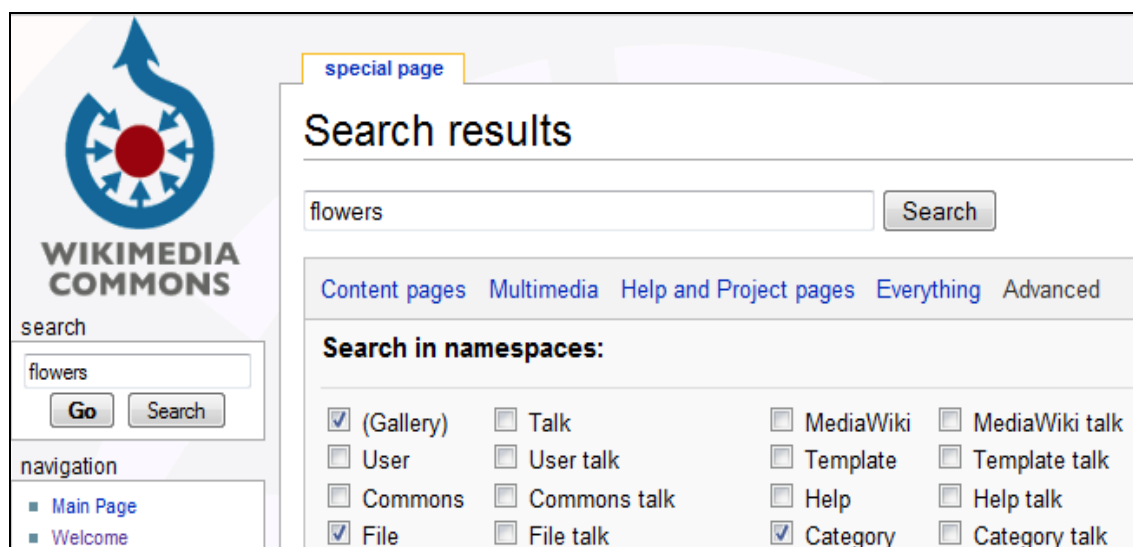 WIKIMEDIA
COMMONS
search
flowers
Go Search
navigation
Main Page
Welcome
special page
Search results
flowers Search
Content pages Multimedia Help and Project pages Everything Advanced
Search in namespaces:
(Gallery) Talk MediaWiki MediaWiki talk
User User talk Template Template talk
Commons Commons talk Help Help talk
File File talk Category Category talk